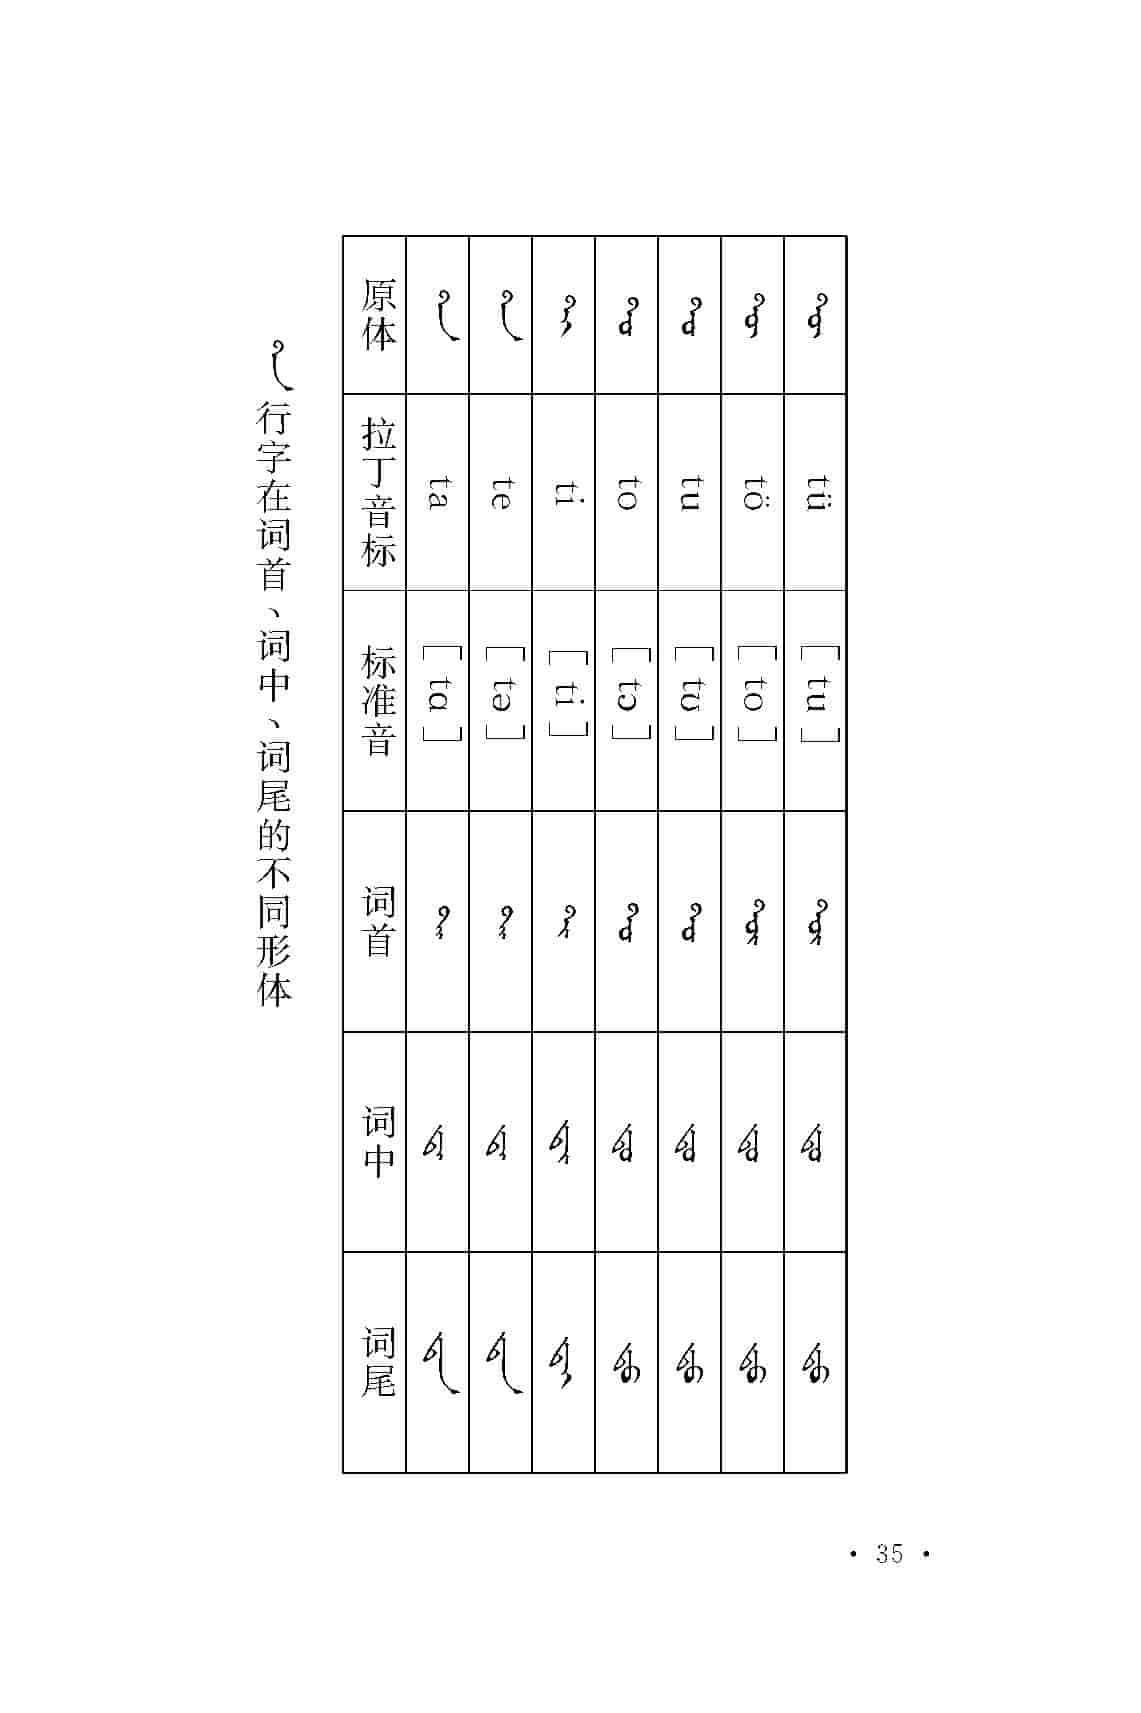 ᠲᠠ 行字在词首、词中、词尾的不同形体
原体 拉丁音标 标准音 词首 词中 词尾
ᠲᠠ ta [tɑ] ᠲᠠ᠊ ᠊ᠲᠠ᠊ ᠊ᠲᠠ
ᠲᠡ te [tə] ᠲᠡ᠊ ᠊ᠲᠡ᠊ ᠊ᠲᠡ
ᠲᠢ ti [ti] ᠲᠢ᠊ ᠊ᠲᠢ᠊ ᠊ᠲᠢ
ᠲᠣ to [tɔ] ᠲᠣ᠊ ᠊ᠲᠣ᠊ ᠊ᠲᠣ
ᠲᠤ tu [tʊ] ᠲᠤ᠊ ᠊ᠲᠤ᠊ ᠊ᠲᠤ
ᠲᠥ tö [to] ᠲᠥ᠊ ᠊ᠲᠥ᠊ ᠊ᠲᠥ
ᠲᠦ tü [tu] ᠲᠦ᠊ ᠊ᠲᠦ᠊ ᠊ᠲᠦ
· 35 ·